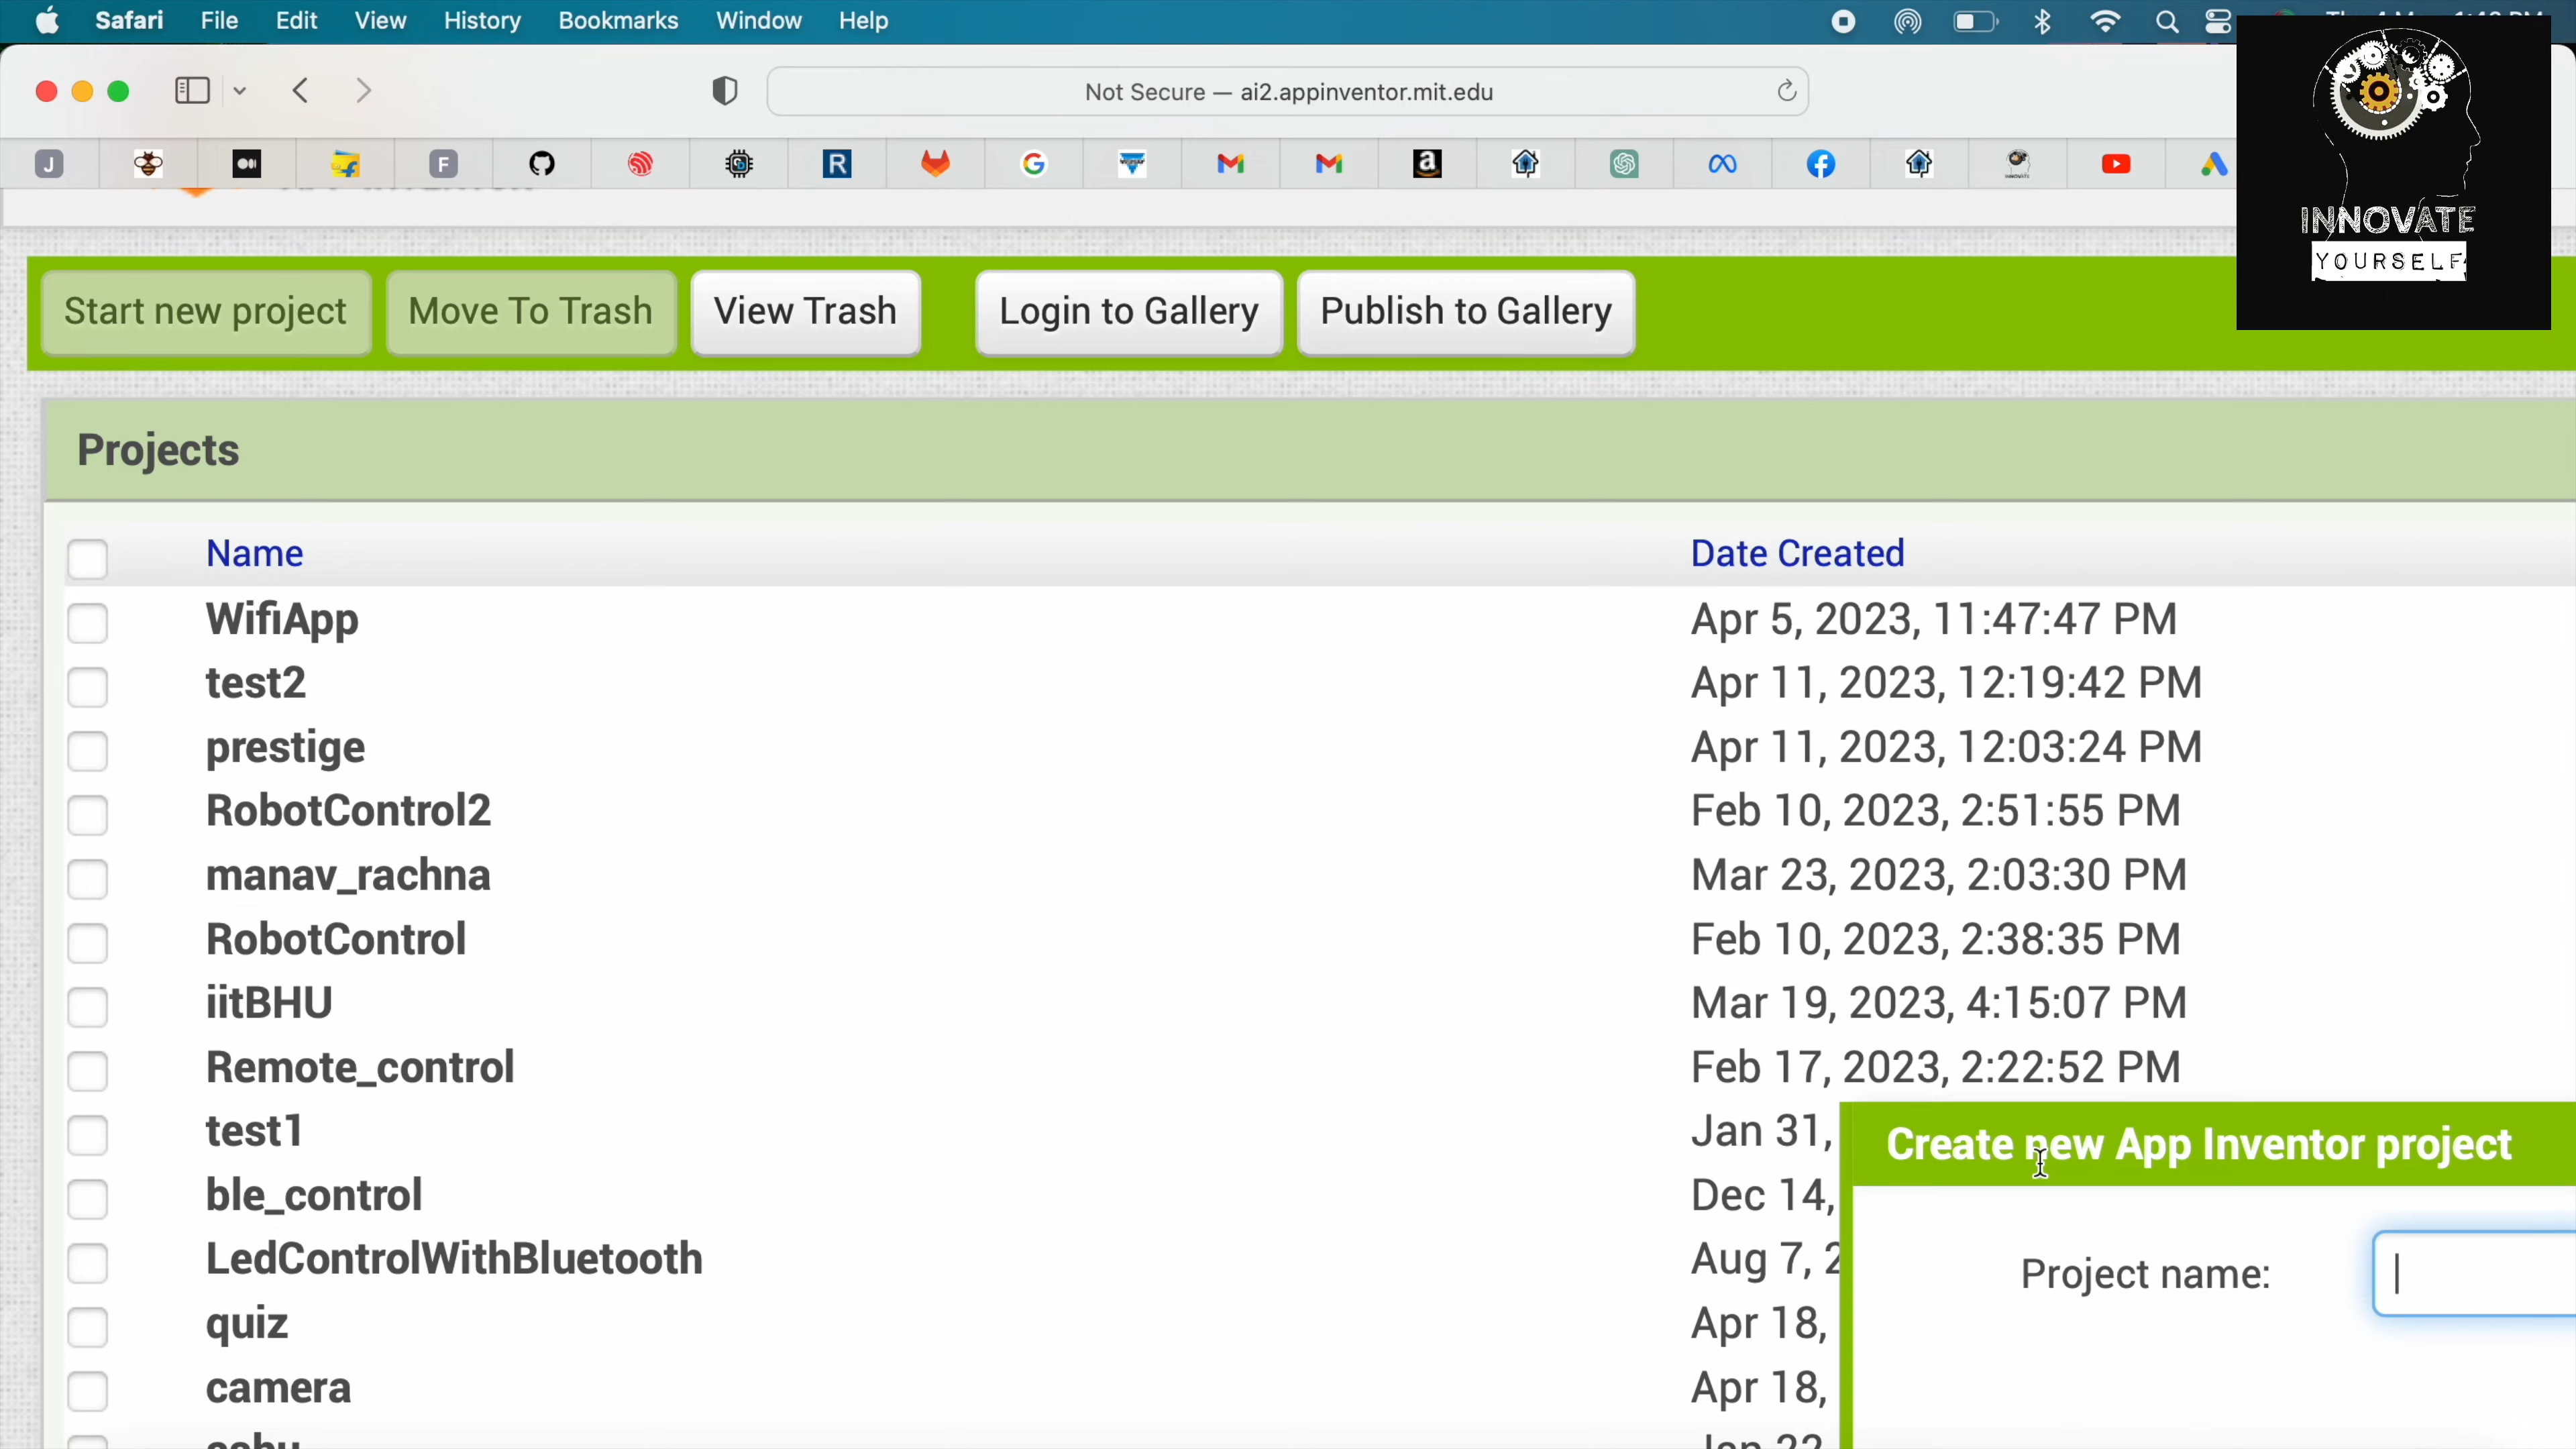 Safari File Edit View History Bookmarks Window Help
Not Secure — ai2.appinventor.mit.edu
J F R G a
INNOVATE
YOURSELF
Start new project Move To Trash View Trash Login to Gallery Publish to Gallery
Projects
Name Date Created
WifiApp Apr 5, 2023, 11:47:47 PM
test2 Apr 11, 2023, 12:19:42 PM
prestige Apr 11, 2023, 12:03:24 PM
RobotControl2 Feb 10, 2023, 2:51:55 PM
manav_rachna Mar 23, 2023, 2:03:30 PM
RobotControl Feb 10, 2023, 2:38:35 PM
iitBHU Mar 19, 2023, 4:15:07 PM
Remote_control Feb 17, 2023, 2:22:52 PM
test1 Jan 31,
Create new App Inventor project
ble_control Dec 14,
LedControlWithBluetooth Aug 7, 2
Project name:
quiz Apr 18,
camera Apr 18,